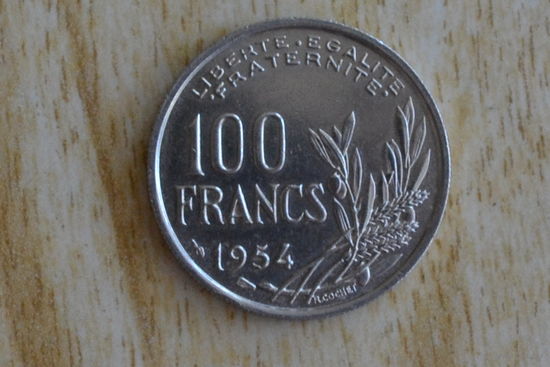 LIBERTE · EGALITE
· FRATERNITE ·
100
FRANCS
1954
R.COCHET